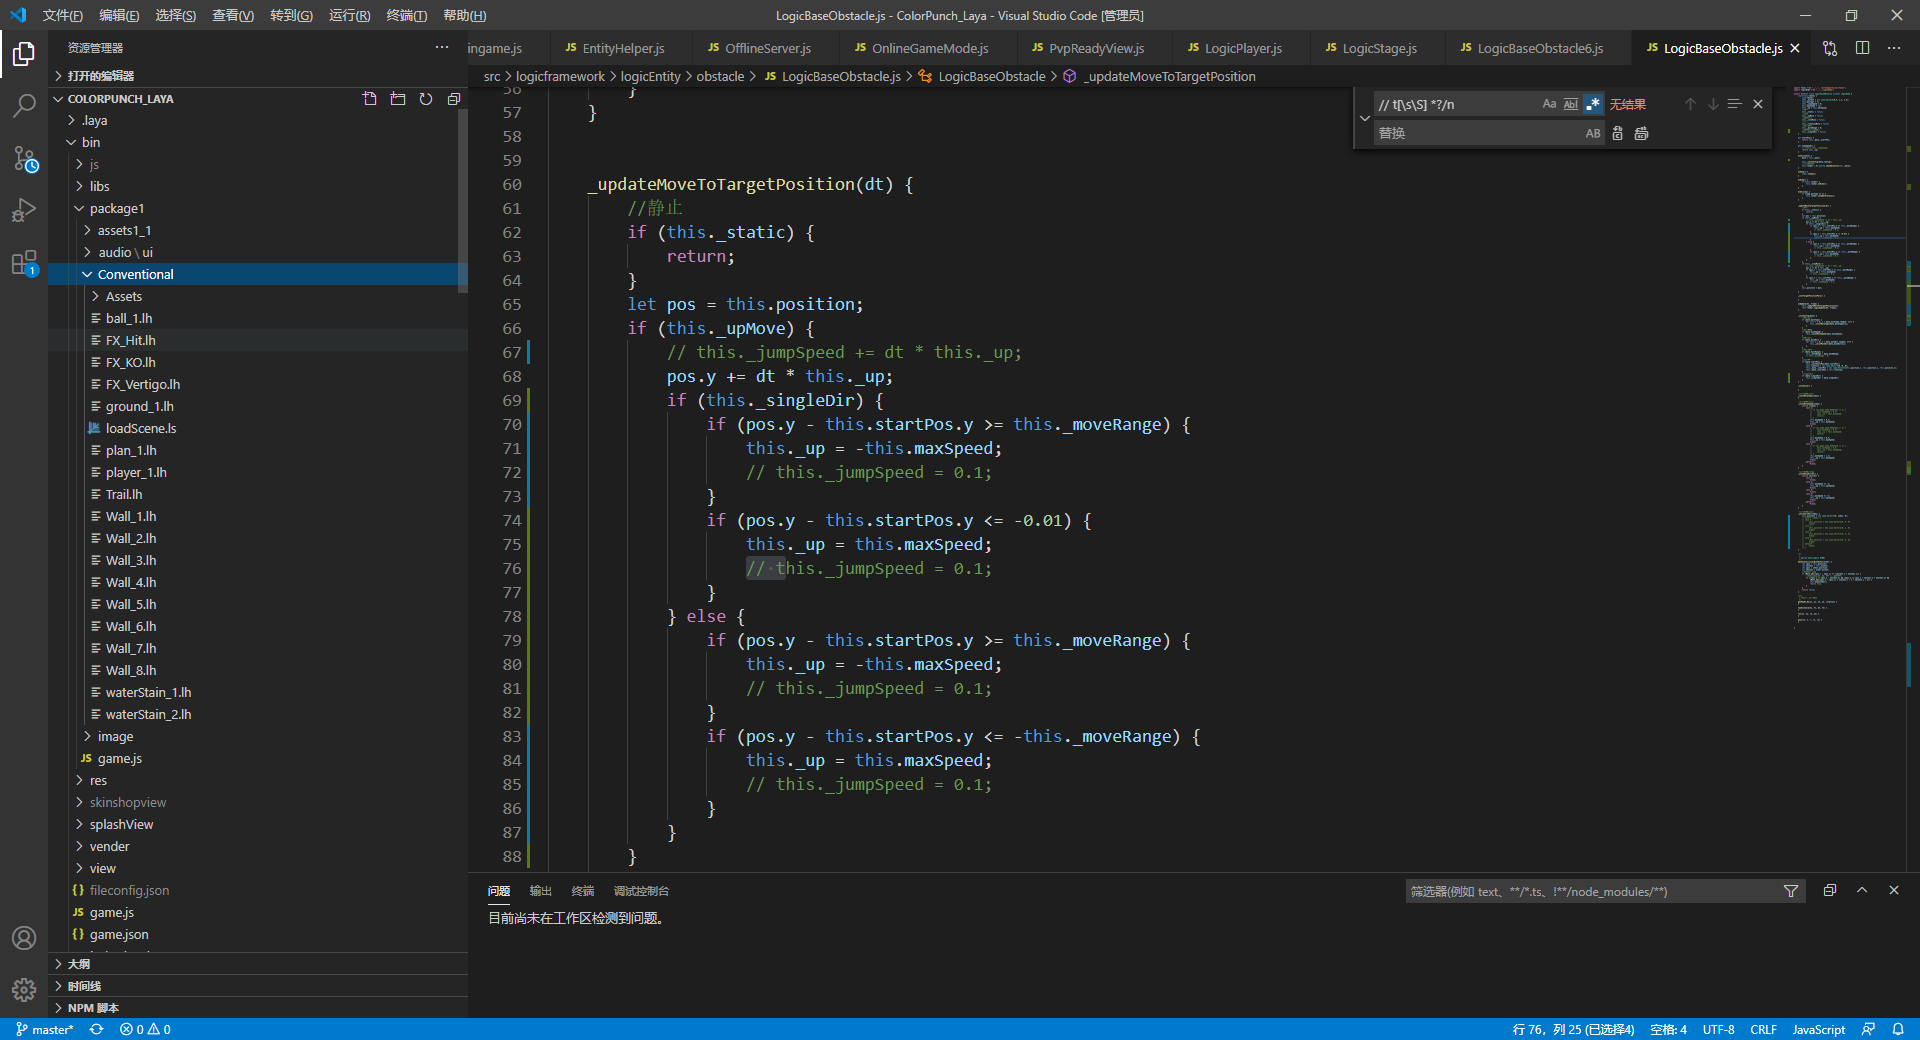 文件(F) 编辑(E) 选择(S) 查看(V) 转到(G) 运行(R) 终端(T) 帮助(H)
LogicBaseObstacle.js - ColorPunch_Laya - Visual Studio Code [管理员]
资源管理器
打开的编辑器
COLORPUNCH_LAYA
.laya
bin
js
libs
package1
assets1_1
audio \ ui
Conventional
Assets
ball_1.lh
FX_Hit.lh
FX_KO.lh
FX_Vertigo.lh
ground_1.lh
loadScene.ls
plan_1.lh
player_1.lh
Trail.lh
Wall_1.lh
Wall_2.lh
Wall_3.lh
Wall_4.lh
Wall_5.lh
Wall_6.lh
Wall_7.lh
Wall_8.lh
waterStain_1.lh
waterStain_2.lh
image
JS game.js
res
skinshopview
splashView
vender
view
{} fileconfig.json
JS game.js
{} game.json
大纲
时间线
NPM 脚本
ingame.js JS EntityHelper.js JS OfflineServer.js JS OnlineGameMode.js JS PvpReadyView.js JS LogicPlayer.js JS LogicStage.js JS LogicBaseObstacle6.js JS LogicBaseObstacle.js
src > logicframework > logicEntity > obstacle > JS LogicBaseObstacle.js > LogicBaseObstacle > _updateMoveToTargetPosition
// t[\s\S] *?/n Aa Abl .* 无结果
替换 AB
56 }
57 }
58
59
60 _updateMoveToTargetPosition(dt) {
61 //静止
62 if (this._static) {
63 return;
64 }
65 let pos = this.position;
66 if (this._upMove) {
67 // this._jumpSpeed += dt * this._up;
68 pos.y += dt * this._up;
69 if (this._singleDir) {
70 if (pos.y - this.startPos.y >= this._moveRange) {
71 this._up = -this.maxSpeed;
72 // this._jumpSpeed = 0.1;
73 }
74 if (pos.y - this.startPos.y <= -0.01) {
75 this._up = this.maxSpeed;
76 // this._jumpSpeed = 0.1;
77 }
78 } else {
79 if (pos.y - this.startPos.y >= this._moveRange) {
80 this._up = -this.maxSpeed;
81 // this._jumpSpeed = 0.1;
82 }
83 if (pos.y - this.startPos.y <= -this._moveRange) {
84 this._up = this.maxSpeed;
85 // this._jumpSpeed = 0.1;
86 }
87 }
88 }
问题 输出 终端 调试控制台
筛选器(例如 text、**/*.ts、!**/node_modules/**)
目前尚未在工作区检测到问题。
1
master* 0 0
行 76，列 25 (已选择4) 空格: 4 UTF-8 CRLF JavaScript